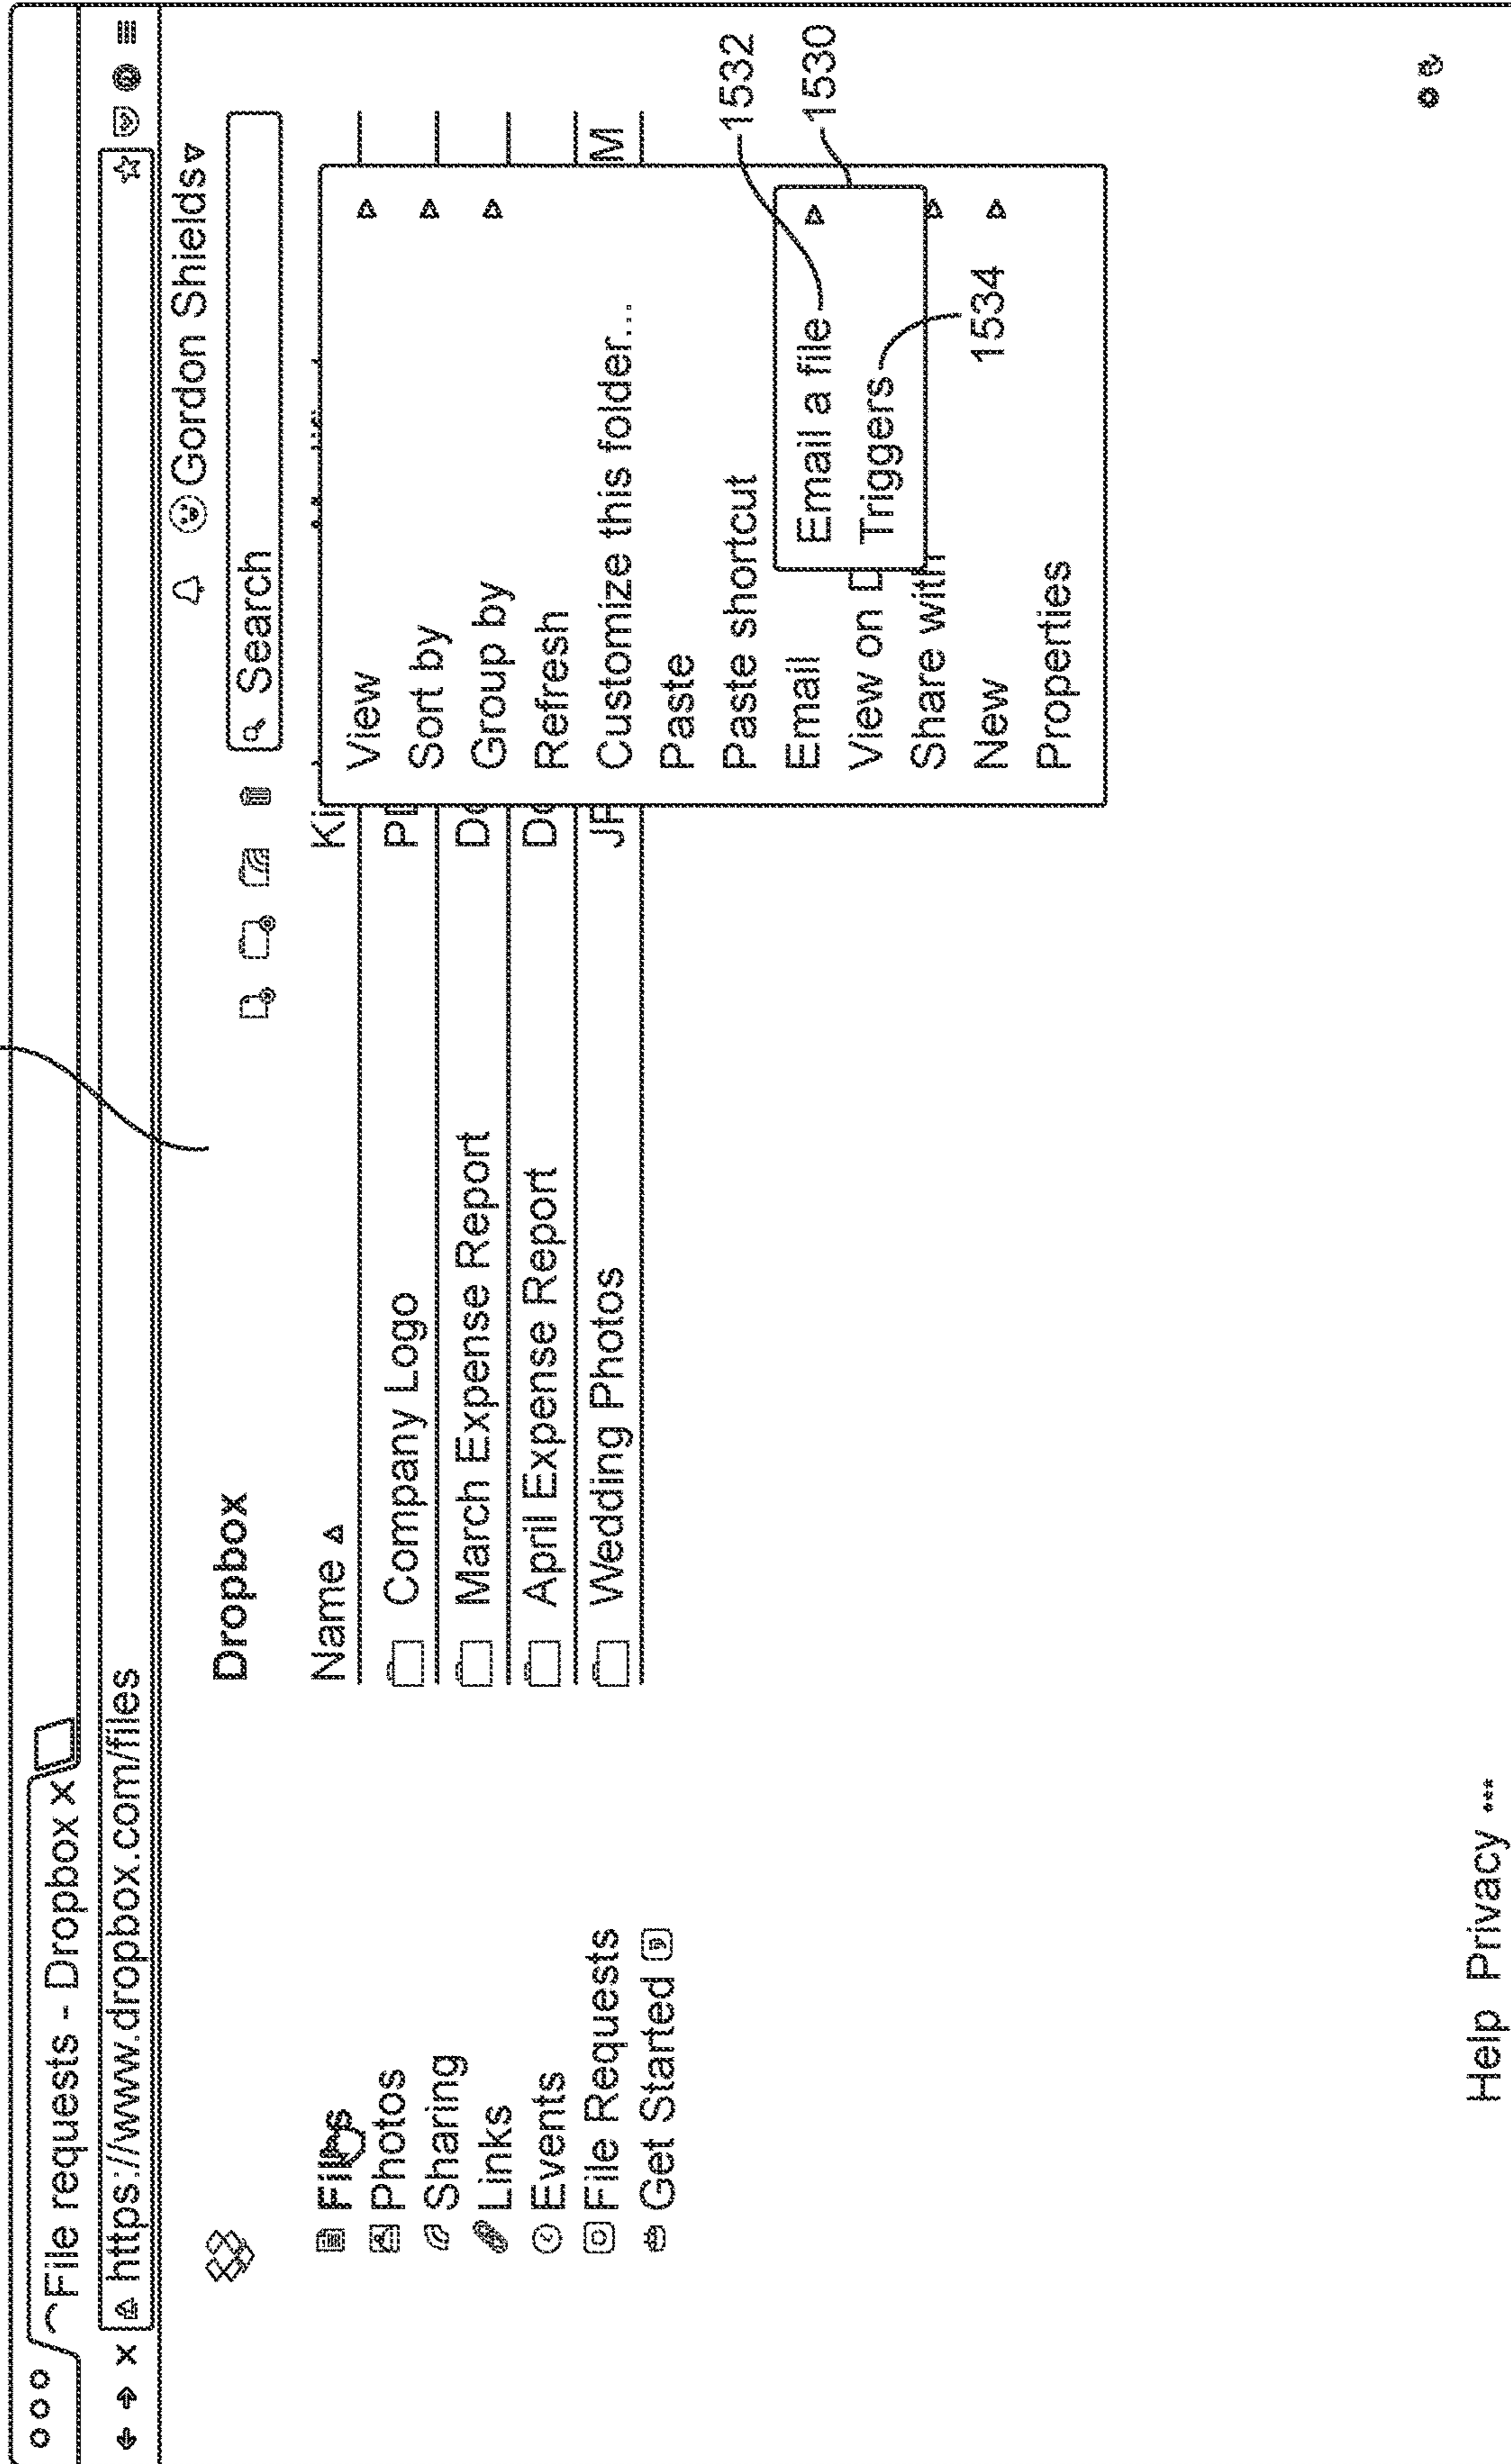 File requests - Dropbox x
https://www.dropbox.com/files
Gordon Shields
Dropbox
Search
Files
Photos
Sharing
Links
Events
File Requests
Get Started
Name
Company Logo
March Expense Report
April Expense Report
Wedding Photos
M
View
Sort by
Group by
Refresh
Customize this folder...
Paste
Paste shortcut
Email
View on
Share with
New
Properties
Email a file
Triggers
1532
1530
1534
Help Privacy ...